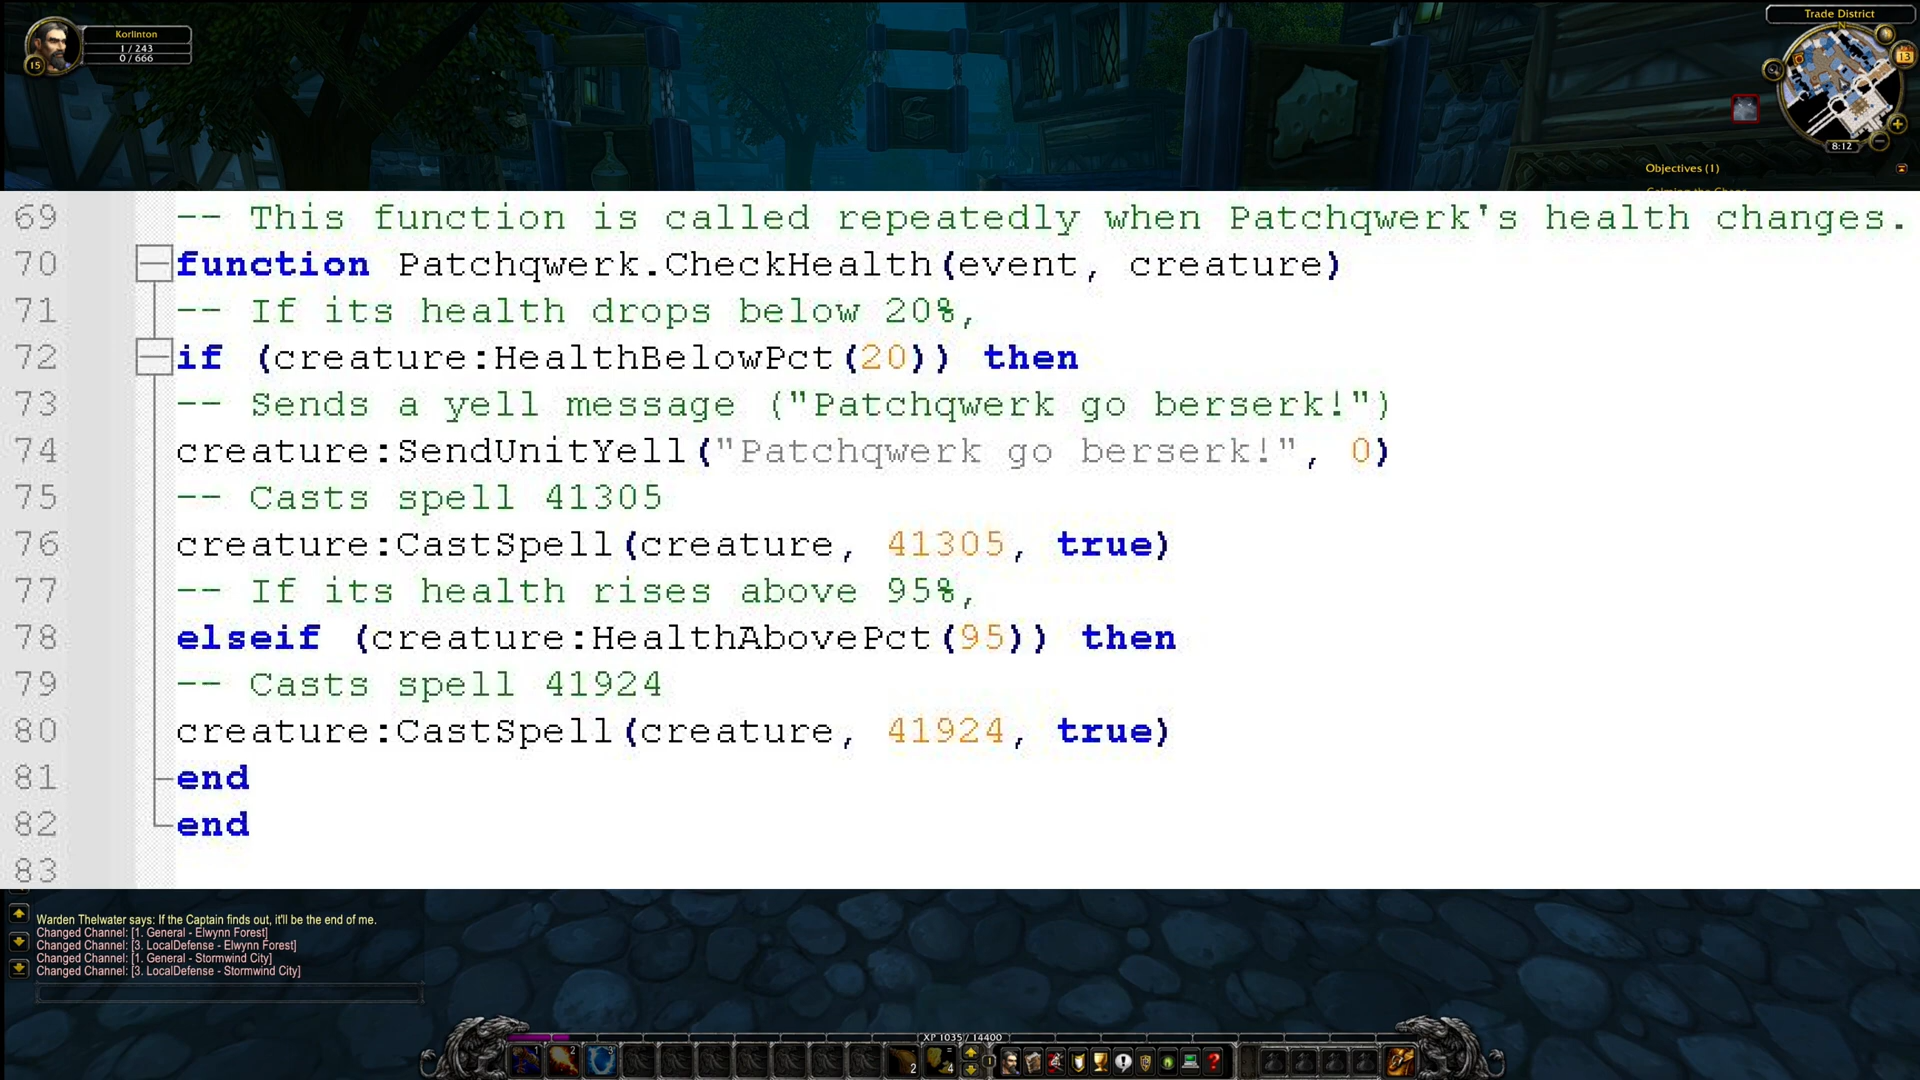 Korlinton
1 / 243
0 / 666
15
Trade District
N
13
8:12
Objectives (1)
69 -- This function is called repeatedly when Patchqwerk's health changes.
70 function Patchqwerk.CheckHealth(event, creature)
71 -- If its health drops below 20%,
72 if (creature:HealthBelowPct(20)) then
73 -- Sends a yell message ("Patchqwerk go berserk!")
74 creature:SendUnitYell("Patchqwerk go berserk!", 0)
75 -- Casts spell 41305
76 creature:CastSpell(creature, 41305, true)
77 -- If its health rises above 95%,
78 elseif (creature:HealthAbovePct(95)) then
79 -- Casts spell 41924
80 creature:CastSpell(creature, 41924, true)
81 end
82 end
83
Warden Thelwater says: If the Captain finds out, it'll be the end of me.
Changed Channel: [1. General - Elwynn Forest]
Changed Channel: [3. LocalDefense - Elwynn Forest]
Changed Channel: [1. General - Stormwind City]
Changed Channel: [3. LocalDefense - Stormwind City]
XP 1035 / 14400
2
3
2
4
1